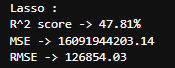 Lasso :
R^2 score -> 47.81%
MSE -> 16091944203.14
RMSE -> 126854.03